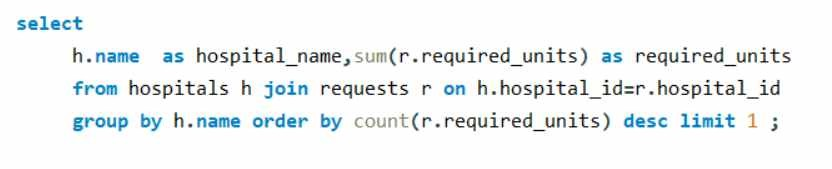 select
h.name as hospital_name,sum(r.required_units) as required_units
from hospitals h join requests r on h.hospital_id=r.hospital_id
group by h.name order by count(r.required_units) desc limit 1 ;